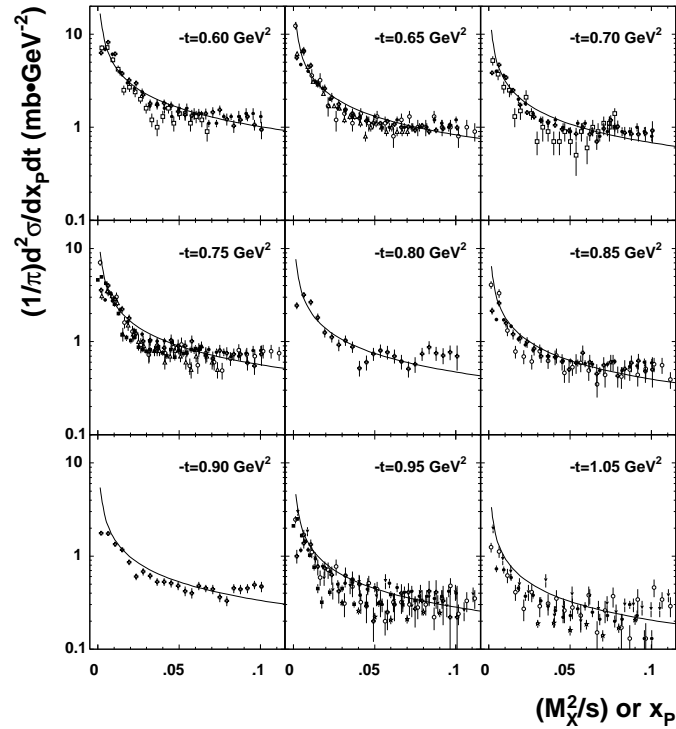 (1/π)d²σ/dx_P dt (mb•GeV⁻²)
10
1
0.1
-t=0.60 GeV²
-t=0.65 GeV²
-t=0.70 GeV²
10
1
0.1
-t=0.75 GeV²
-t=0.80 GeV²
-t=0.85 GeV²
10
1
0.1
-t=0.90 GeV²
-t=0.95 GeV²
-t=1.05 GeV²
0 .05 .1 0 .05 .1 0 .05 .1
(M_X²/s) or x_P